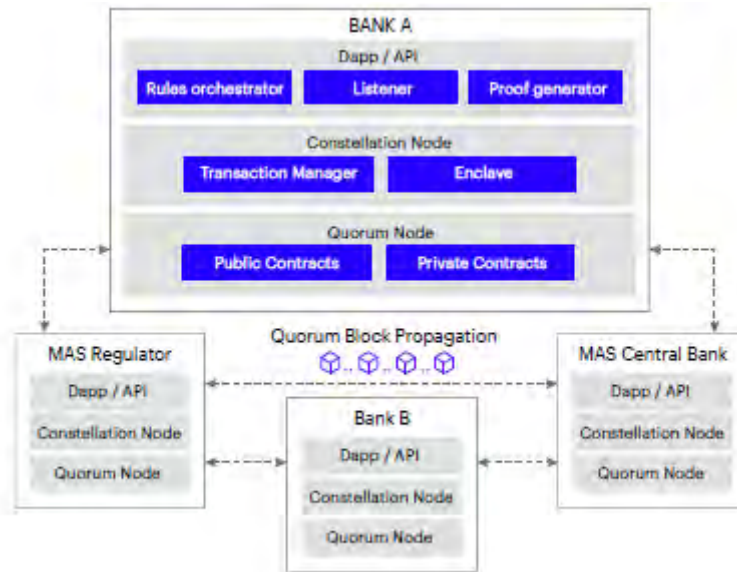 BANK A
Dapp / API
Rules orchestrator Listener Proof generator
Constellation Node
Transaction Manager Enclave
Quorum Node
Public Contracts Private Contracts
MAS Regulator
Dapp / API
Constellation Node
Quorum Node
Quorum Block Propagation
Bank B
Dapp / API
Constellation Node
Quorum Node
MAS Central Bank
Dapp / API
Constellation Node
Quorum Node